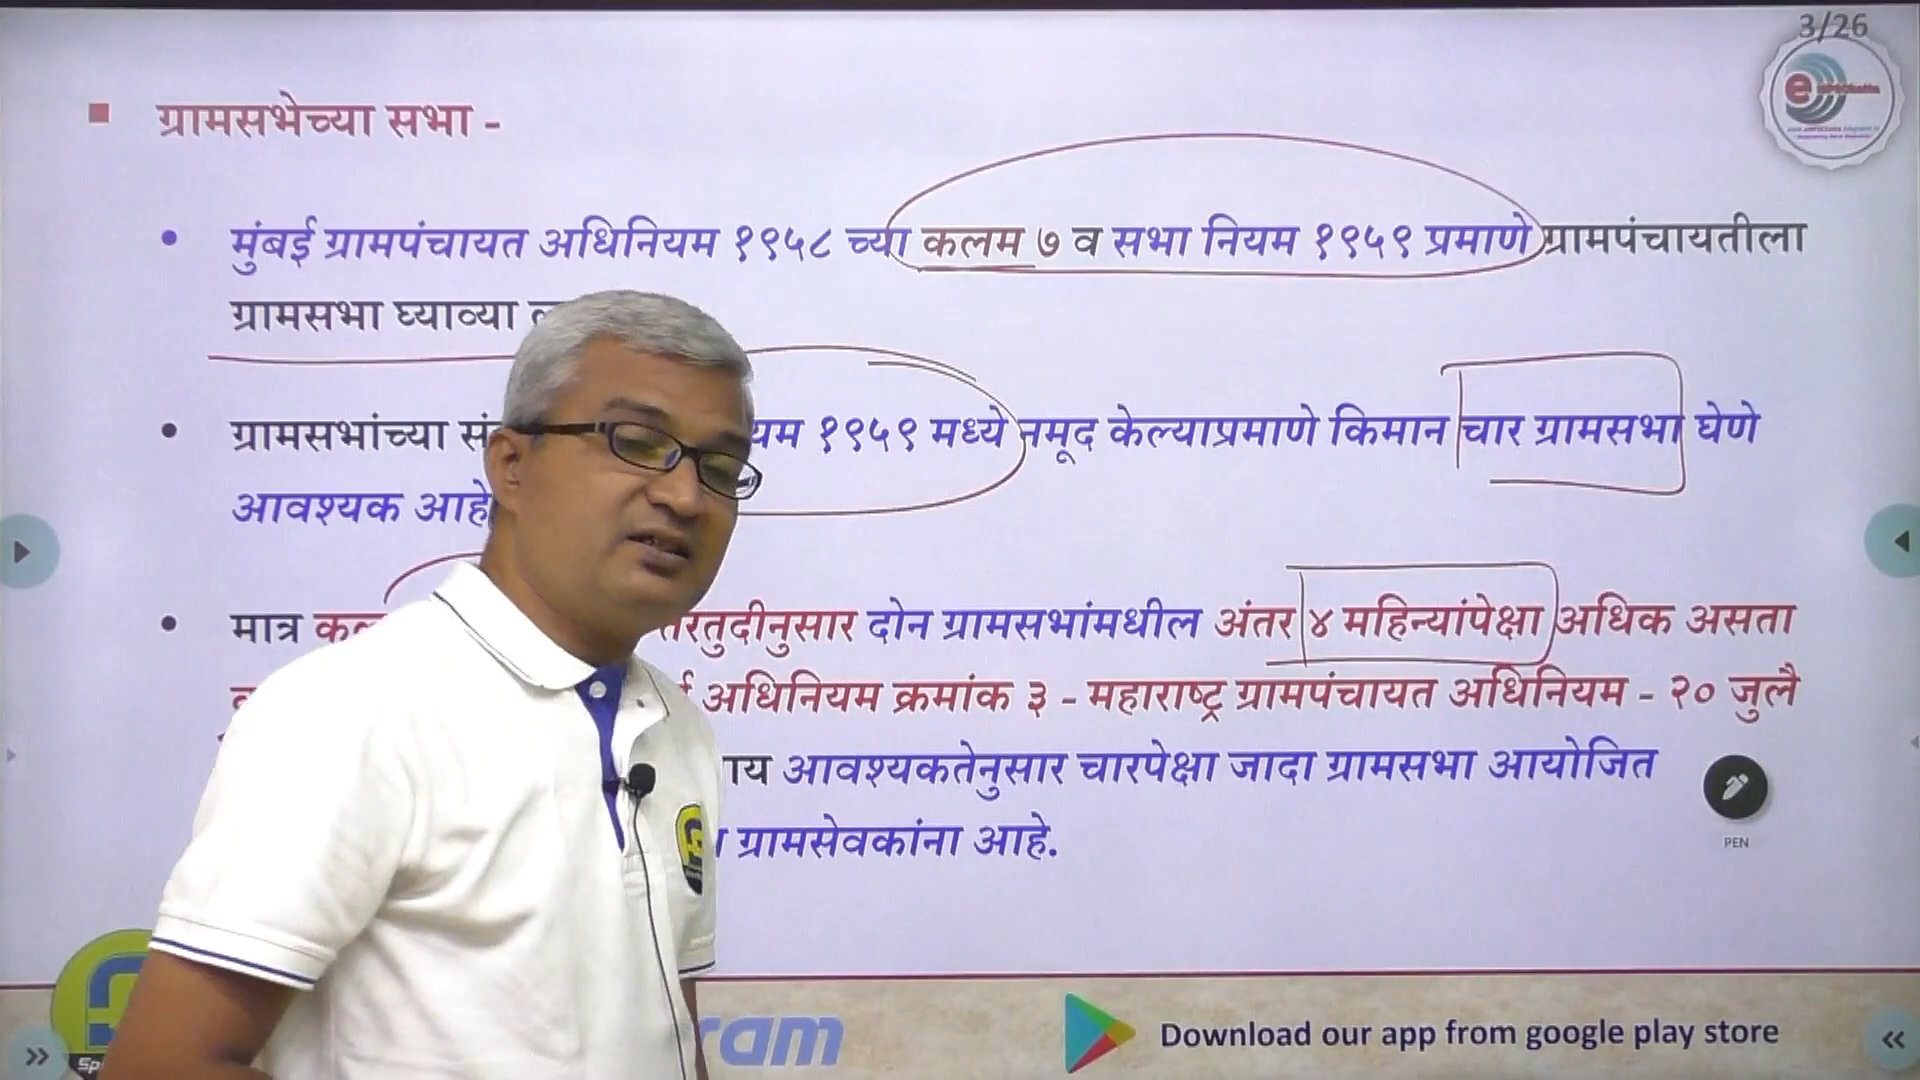 3/26
ग्रामसभेच्या सभा -
मुंबई ग्रामपंचायत अधिनियम १९५८ च्या कलम ७ व सभा नियम १९५९ प्रमाणे ग्रामपंचायतीला
ग्रामसभा घ्याव्या
ग्रामसभांच्या १९५९ मध्ये नमूद केल्याप्रमाणे किमान चार ग्रामसभा घेणे
आवश्यक आहे
मात्र दोन ग्रामसभांमधील अंतर ४ महिन्यांपेक्षा अधिक असता
अधिनियम क्रमांक ३ - महाराष्ट्र ग्रामपंचायत अधिनियम - २० जुलै
आवश्यकतेनुसार चारपेक्षा जादा ग्रामसभा आयोजित
ग्रामसेवकांना आहे.
PEN
Download our app from google play store